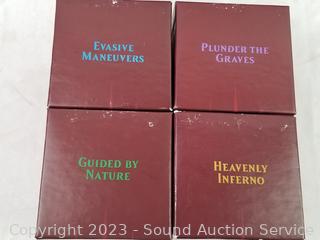 Evasive
Maneuvers
Plunder the
Graves
Guided by
Nature
Heavenly
Inferno
Copyright 2023 - Sound Auction Service